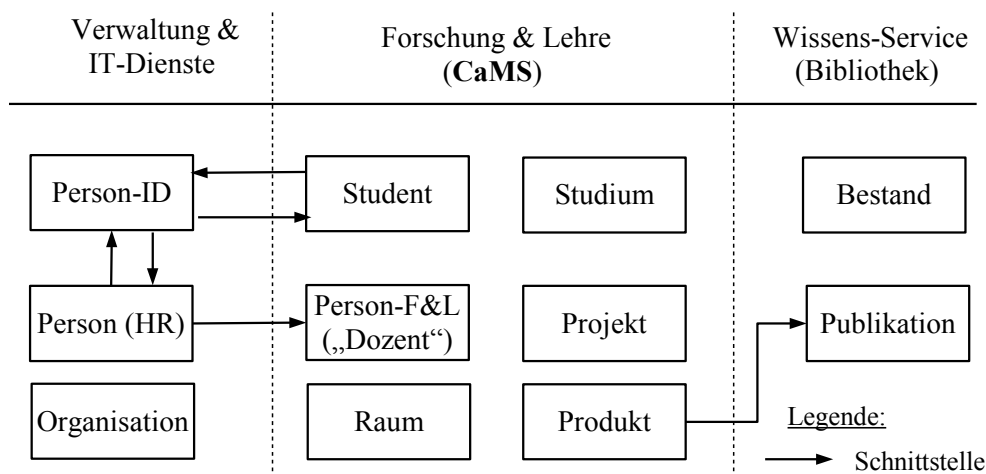 Verwaltung &
IT-Dienste
Forschung & Lehre
(CaMS)
Wissens-Service
(Bibliothek)
Person-ID
Student
Studium
Bestand
Person (HR)
Person-F&L
(„Dozent“)
Projekt
Publikation
Organisation
Raum
Produkt
Legende:
Schnittstelle